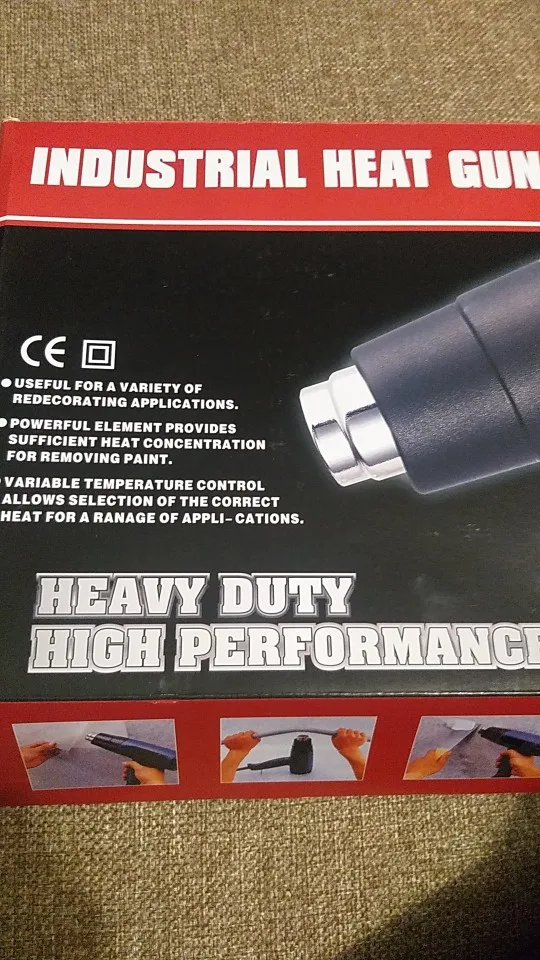 INDUSTRIAL HEAT GUN
CE
● USEFUL FOR A VARIETY OF
REDECORATING APPLICATIONS.
● POWERFUL ELEMENT PROVIDES
SUFFICIENT HEAT CONCENTRATION
FOR REMOVING PAINT.
VARIABLE TEMPERATURE CONTROL
ALLOWS SELECTION OF THE CORRECT
HEAT FOR A RANAGE OF APPLI-CATIONS.
HEAVY DUTY
HIGH PERFORMANCE